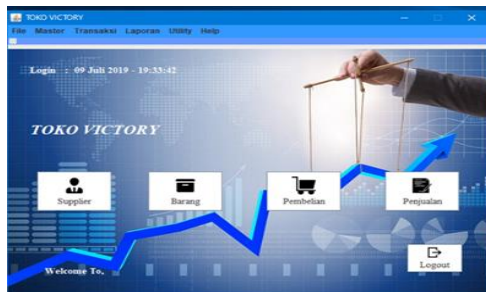 TOKO VICTORY
File Master Transaksi Laporan Utility Help
Login : 09 Juli 2019 - 19:33:42
TOKO VICTORY
Supplier Barang Pembelian Penjualan
Logout
Welcome To,